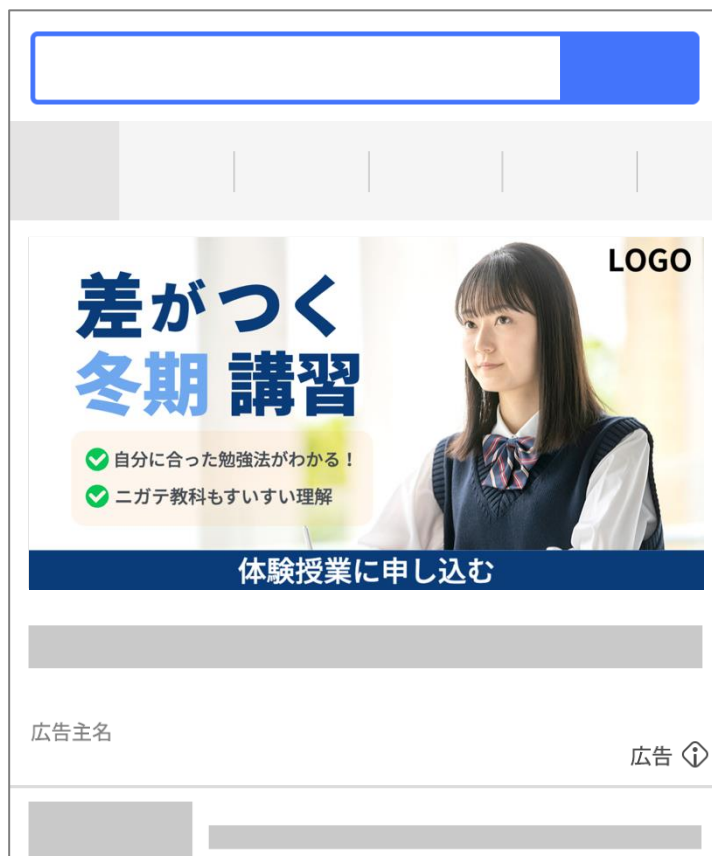 LOGO
差がつく
冬期講習
自分に合った勉強法がわかる！
ニガテ教科もすいすい理解
体験授業に申し込む
広告主名
広告